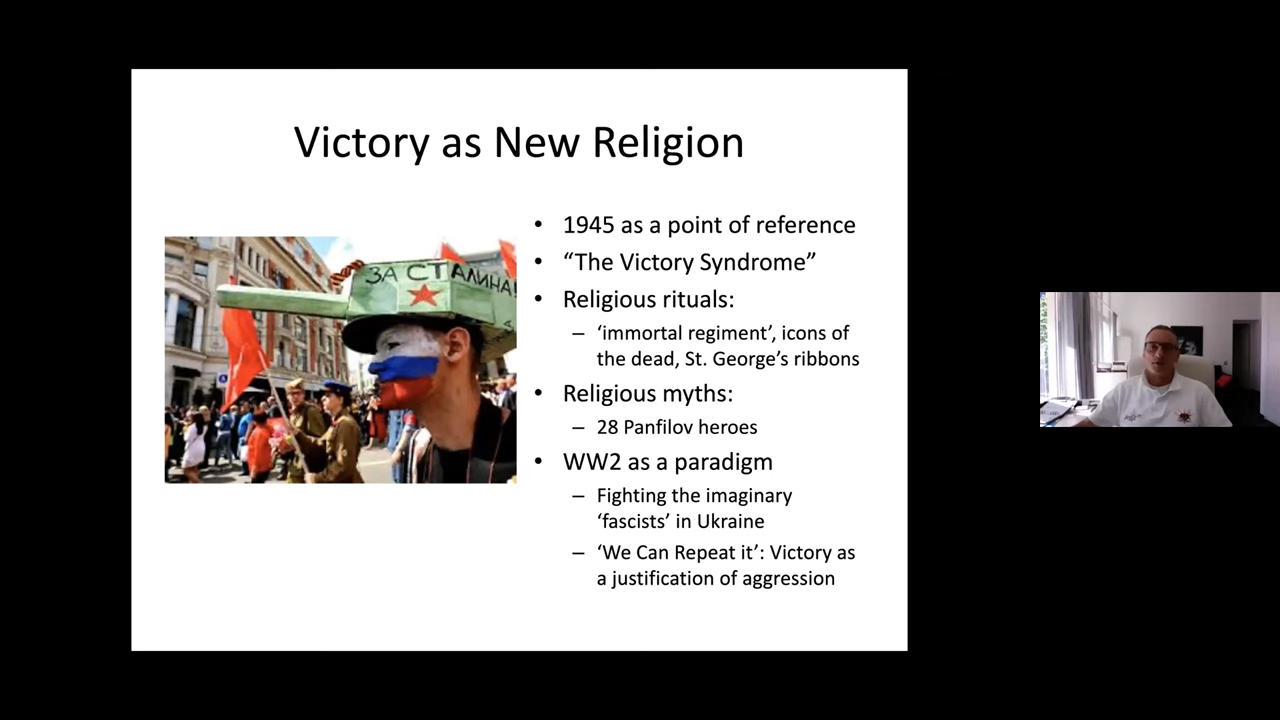 Victory as New Religion
ЗА СТАЛИНА!
• 1945 as a point of reference
• “The Victory Syndrome”
• Religious rituals:
– ‘immortal regiment’, icons of
the dead, St. George’s ribbons
• Religious myths:
– 28 Panfilov heroes
• WW2 as a paradigm
– Fighting the imaginary
‘fascists’ in Ukraine
– ‘We Can Repeat it’: Victory as
a justification of aggression